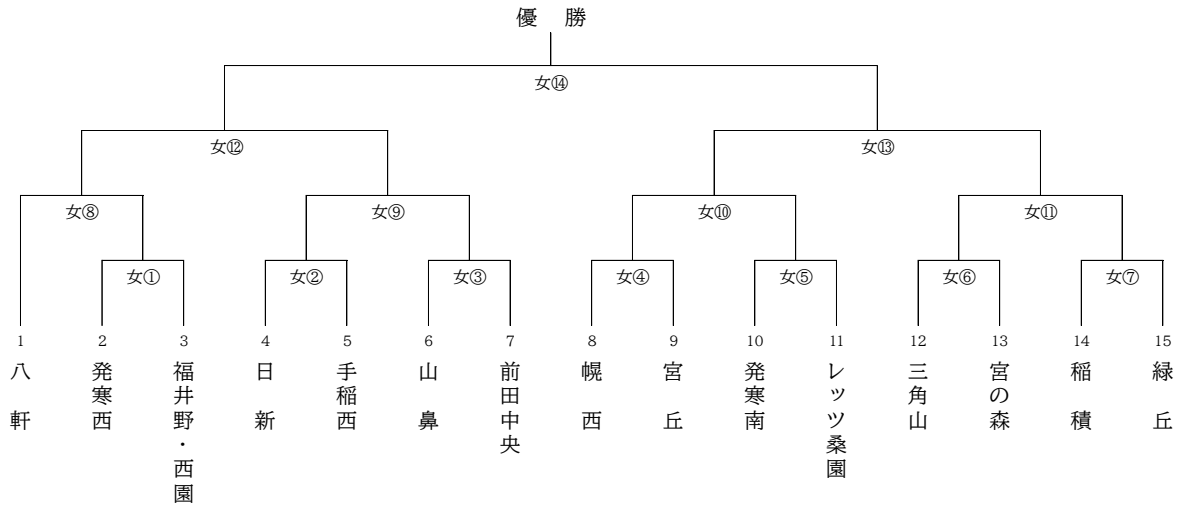 優　勝
女⑭
女⑫
女⑬
女⑧
女⑨
女⑩
女⑪
女①
女②
女③
女④
女⑤
女⑥
女⑦
1
2
3
4
5
6
7
8
9
10
11
12
13
14
15
八　軒
発寒西
福井野・西園
日　新
手稲西
山　鼻
前田中央
幌　西
宮　丘
発寒南
レッツ桑園
三角山
宮の森
稲　積
緑　丘